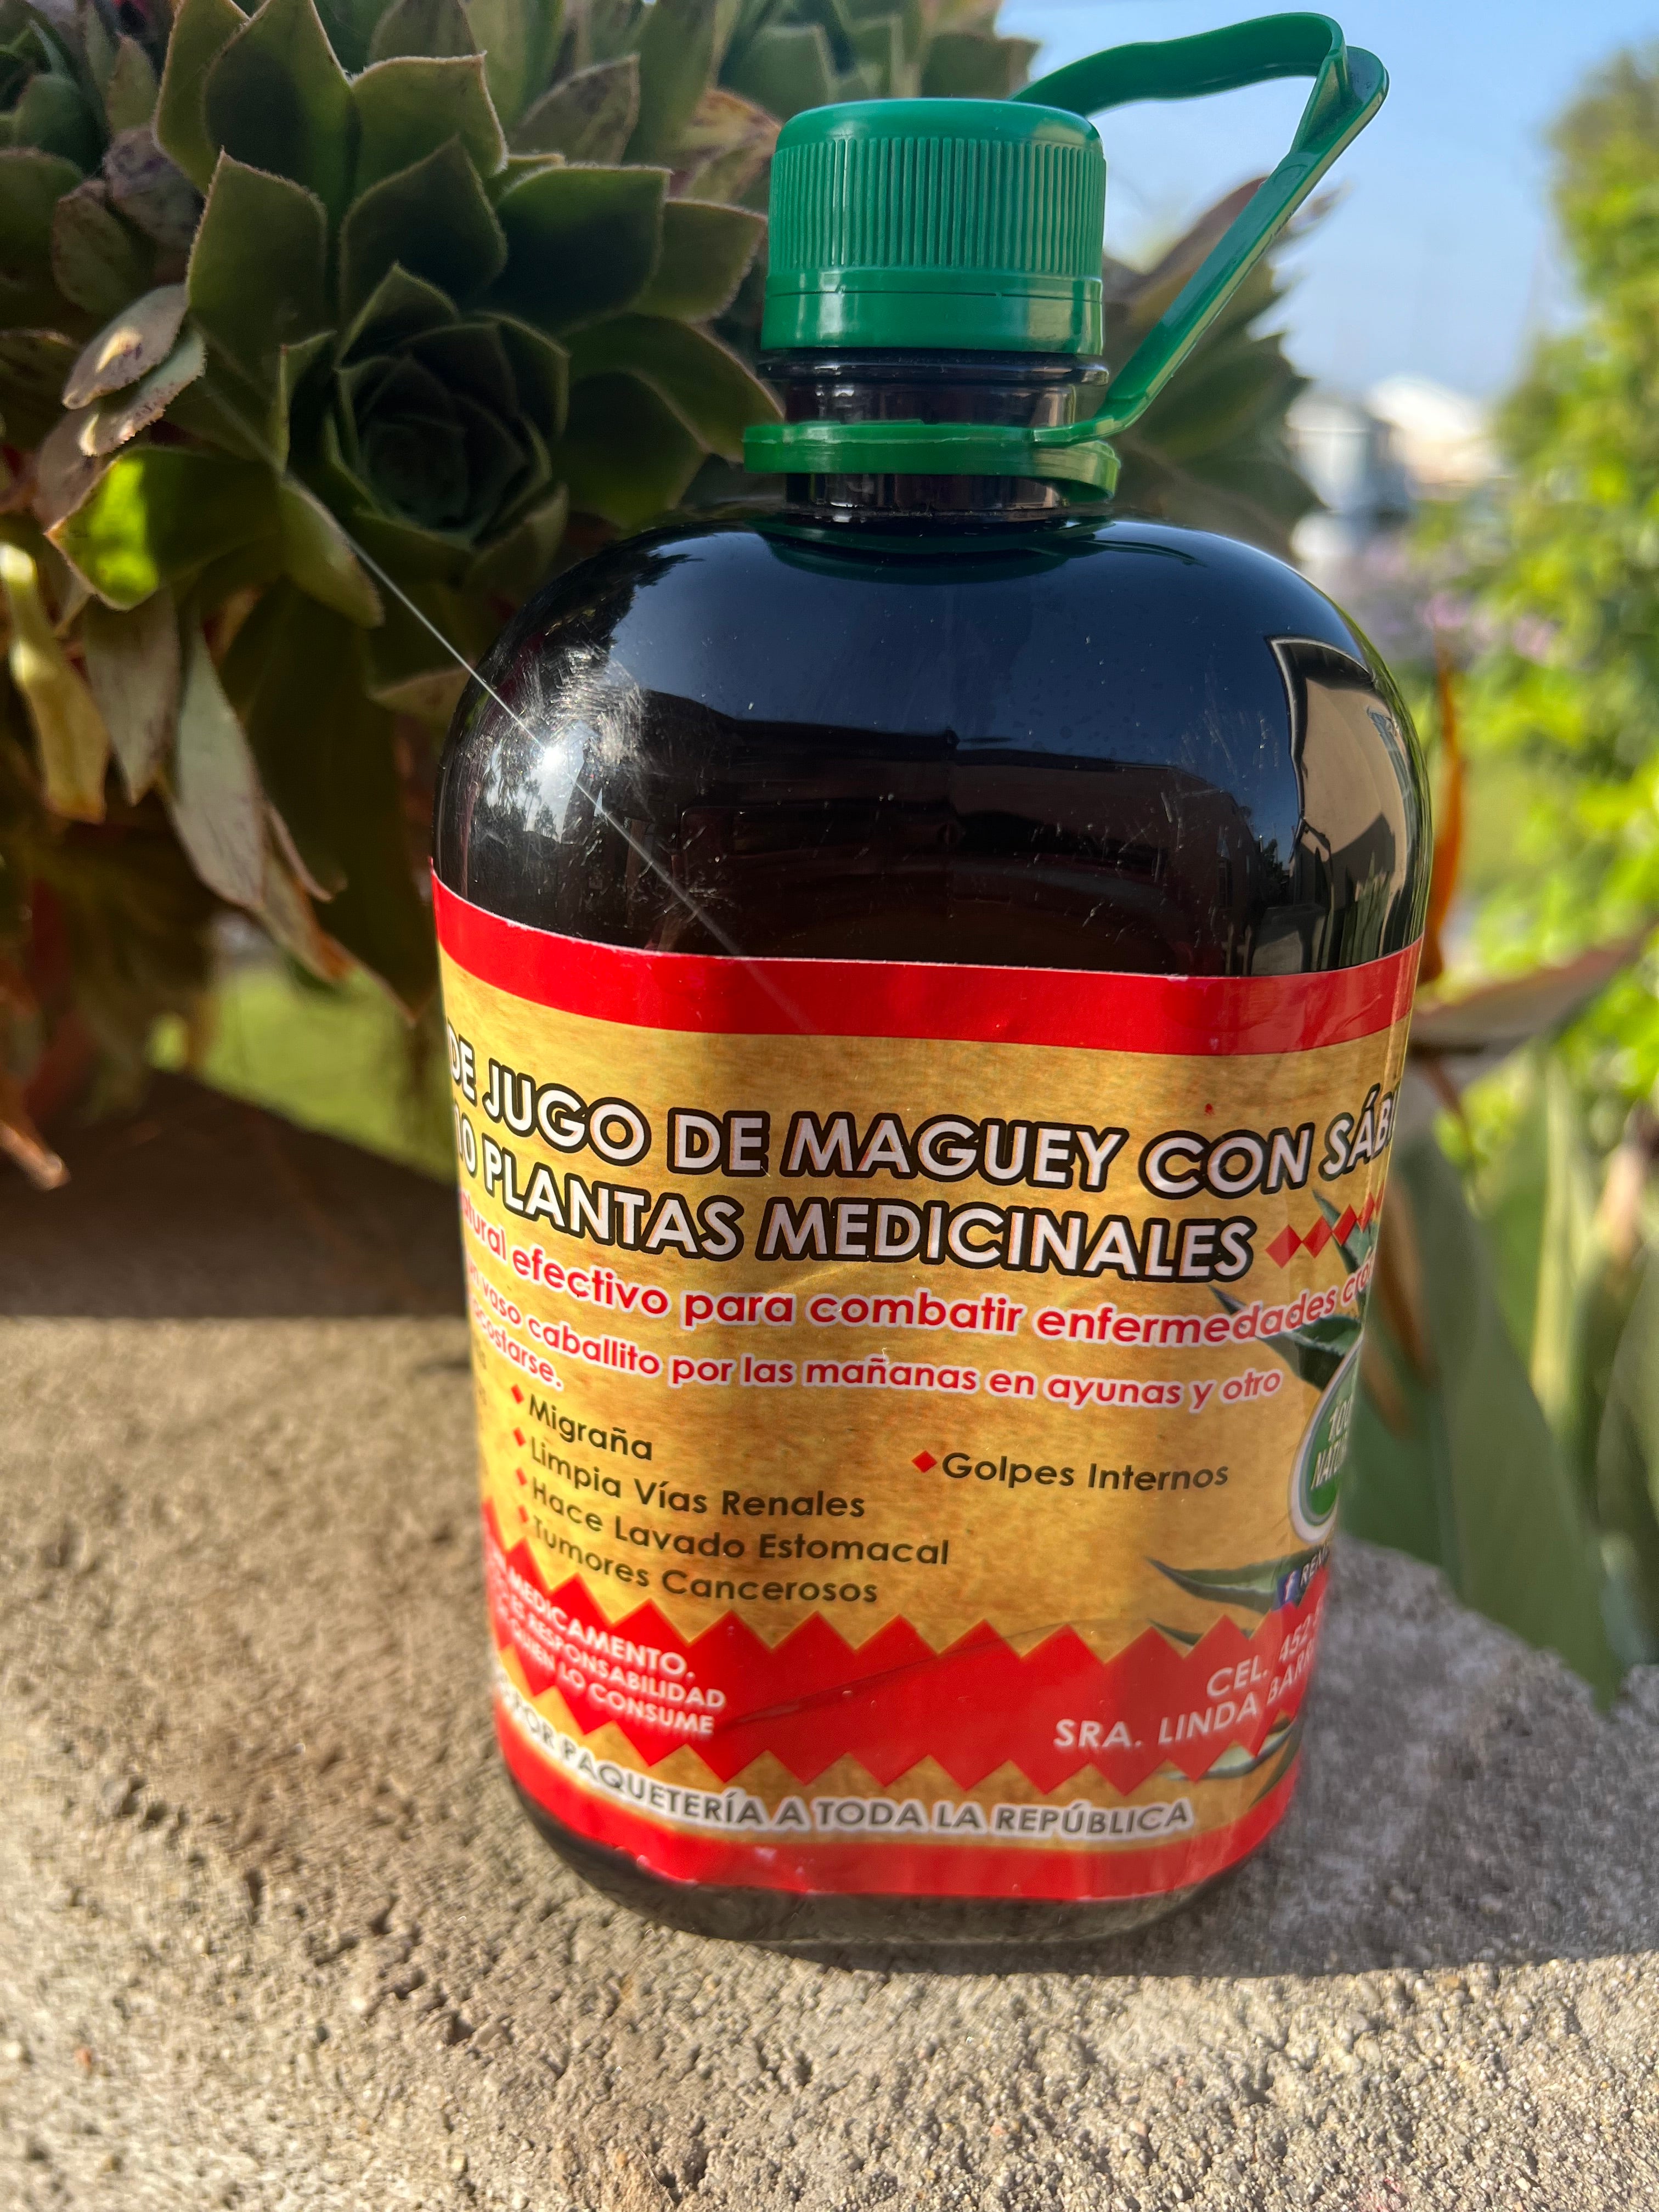 DE JUGO DE MAGUEY CON
10 PLANTAS MEDICINALES
efectivo para combatir enfermedades
vaso caballito por las mañanas en ayunas y otro
acostarse.
Migraña
Limpia Vías Renales
Hace Lavado Estomacal
Tumores Cancerosos
Golpes Internos
MEDICAMENTO.
ES RESPONSABILIDAD
QUIEN LO CONSUME
CEL. 452
SRA. LINDA
POR PAQUETERÍA A TODA LA REPÚBLICA